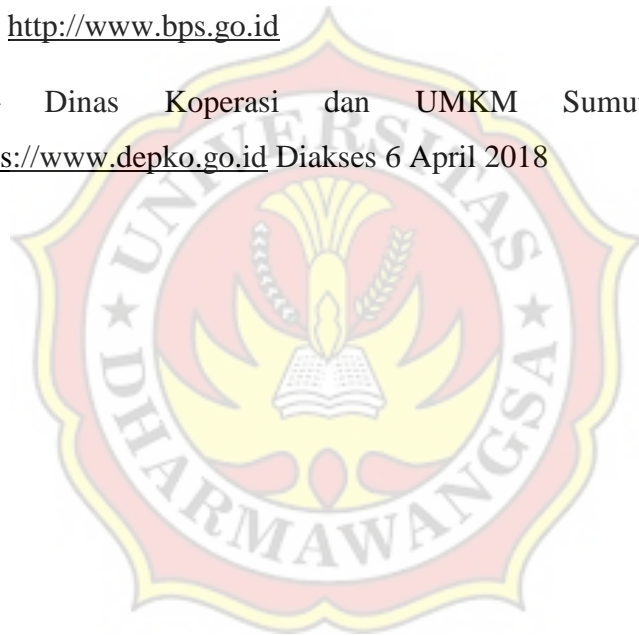 http://www.bps.go.id
Dinas Koperasi dan UMKM Sumu
s://www.depko.go.id Diakses 6 April 2018
UNIVERSITAS
DHARMAWANGSA